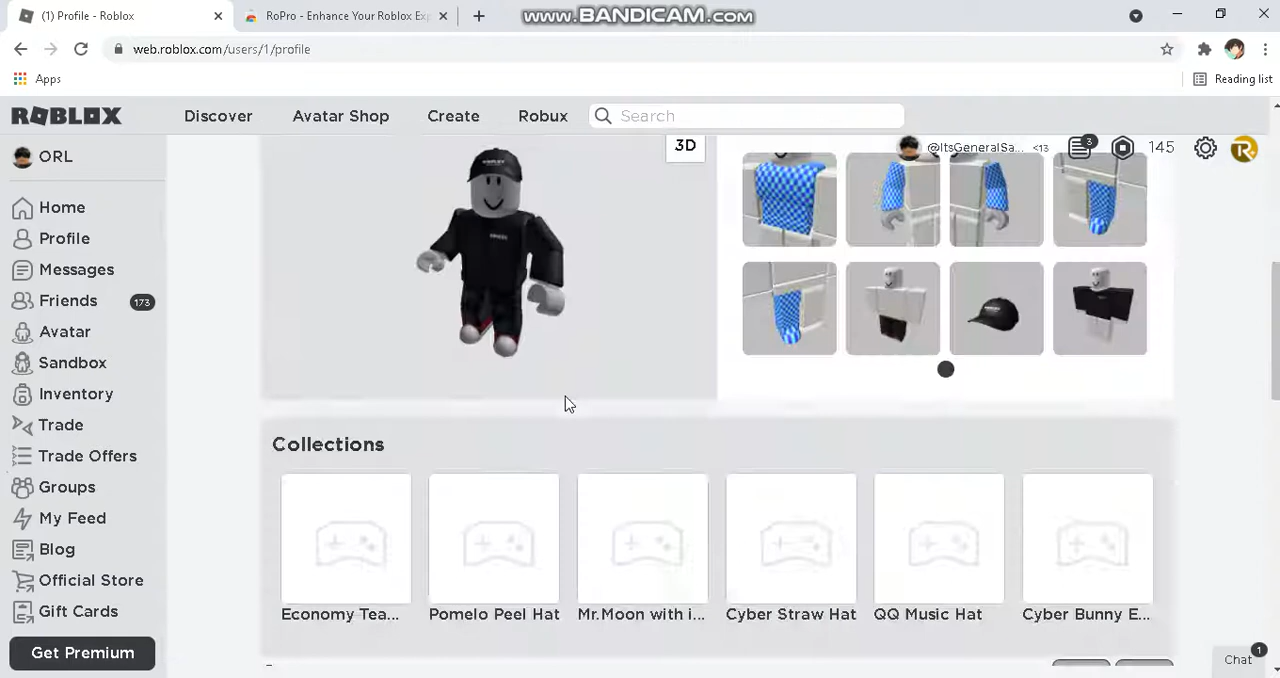 (1) Profile - Roblox
RoPro - Enhance Your Roblox Exp
www.BANDICAM.com
web.roblox.com/users/1/profile
Apps
Reading list
ROBLOX
Discover
Avatar Shop
Create
Robux
Search
ORL
3D
@ItsGeneralSa...
<13
3
145
Home
Profile
Messages
Friends
173
Avatar
Sandbox
Inventory
Trade
Trade Offers
Groups
My Feed
Blog
Official Store
Gift Cards
Get Premium
Collections
Economy Tea...
Pomelo Peel Hat
Mr.Moon with i...
Cyber Straw Hat
QQ Music Hat
Cyber Bunny E...
Chat
1